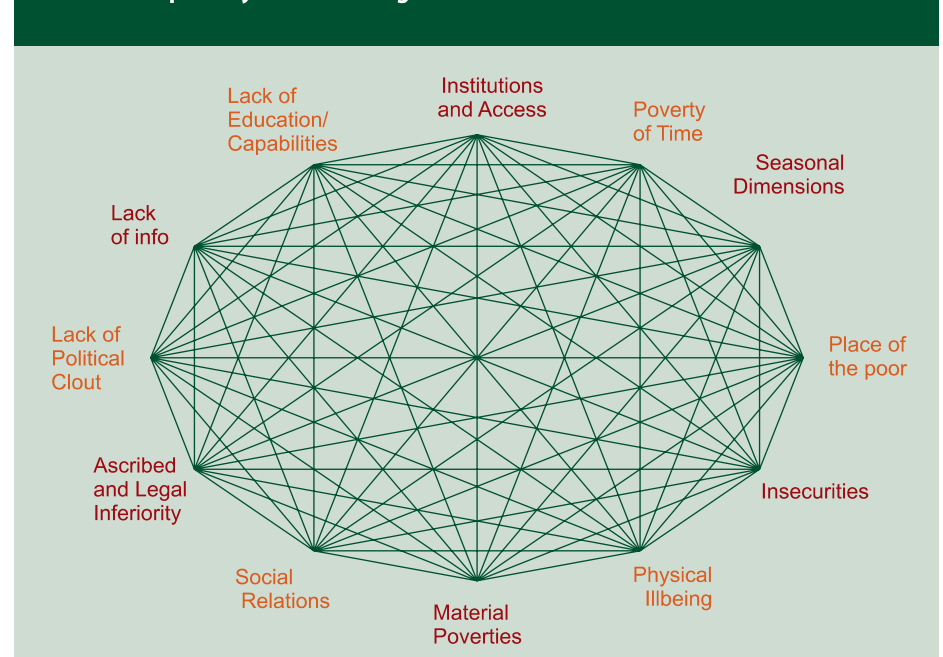 Institutions
and Access
Poverty
of Time
Seasonal
Dimensions
Place of
the poor
Insecurities
Physical
Illbeing
Material
Poverties
Social
Relations
Ascribed
and Legal
Inferiority
Lack of
Political
Clout
Lack
of info
Lack of
Education/
Capabilities